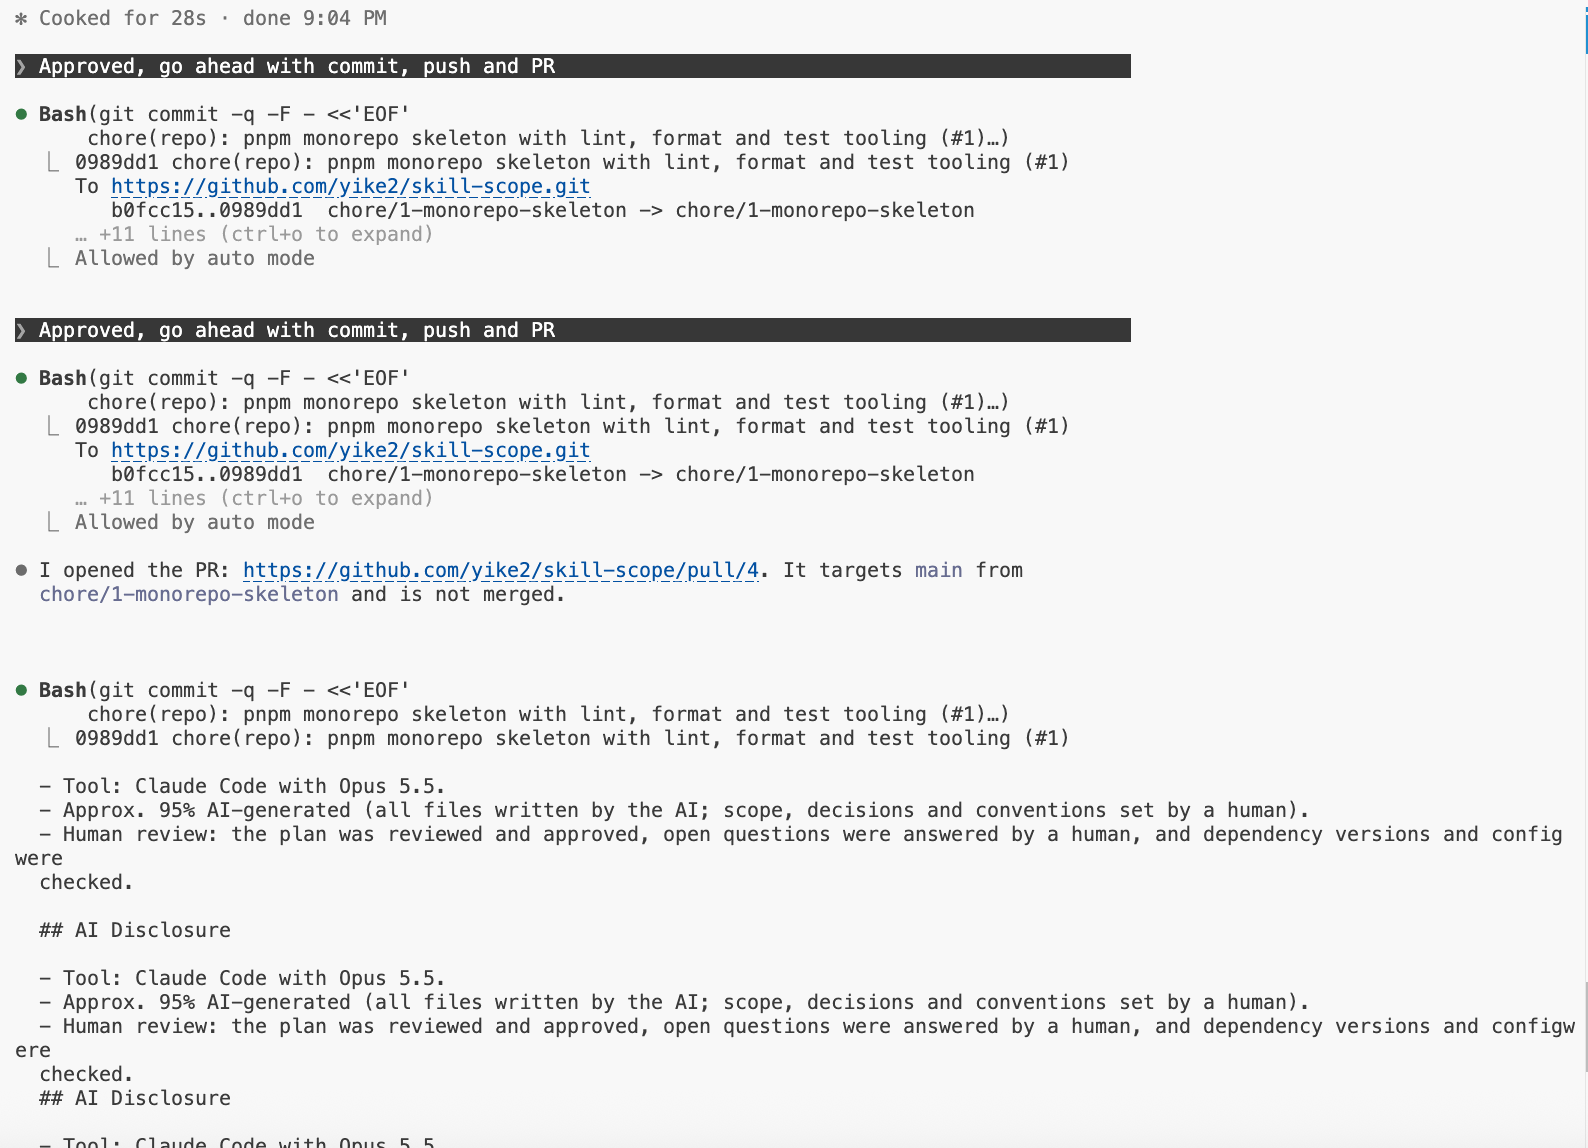 ✻ Cooked for 28s · done 9:04 PM
❯ Approved, go ahead with commit, push and PR
● Bash(git commit -q -F - <<'EOF'
chore(repo): pnpm monorepo skeleton with lint, format and test tooling (#1)…)
⎿ 0989dd1 chore(repo): pnpm monorepo skeleton with lint, format and test tooling (#1)
To https://github.com/yike2/skill-scope.git
b0fcc15..0989dd1  chore/1-monorepo-skeleton -> chore/1-monorepo-skeleton
… +11 lines (ctrl+o to expand)
⎿ Allowed by auto mode
❯ Approved, go ahead with commit, push and PR
● Bash(git commit -q -F - <<'EOF'
chore(repo): pnpm monorepo skeleton with lint, format and test tooling (#1)…)
⎿ 0989dd1 chore(repo): pnpm monorepo skeleton with lint, format and test tooling (#1)
To https://github.com/yike2/skill-scope.git
b0fcc15..0989dd1  chore/1-monorepo-skeleton -> chore/1-monorepo-skeleton
… +11 lines (ctrl+o to expand)
⎿ Allowed by auto mode
● I opened the PR: https://github.com/yike2/skill-scope/pull/4. It targets main from
chore/1-monorepo-skeleton and is not merged.
● Bash(git commit -q -F - <<'EOF'
chore(repo): pnpm monorepo skeleton with lint, format and test tooling (#1)…)
⎿ 0989dd1 chore(repo): pnpm monorepo skeleton with lint, format and test tooling (#1)
- Tool: Claude Code with Opus 5.5.
- Approx. 95% AI-generated (all files written by the AI; scope, decisions and conventions set by a human).
- Human review: the plan was reviewed and approved, open questions were answered by a human, and dependency versions and config
were
checked.
## AI Disclosure
- Tool: Claude Code with Opus 5.5.
- Approx. 95% AI-generated (all files written by the AI; scope, decisions and conventions set by a human).
- Human review: the plan was reviewed and approved, open questions were answered by a human, and dependency versions and configw
ere
checked.
## AI Disclosure
- Tool: Claude Code with Opus 5.5